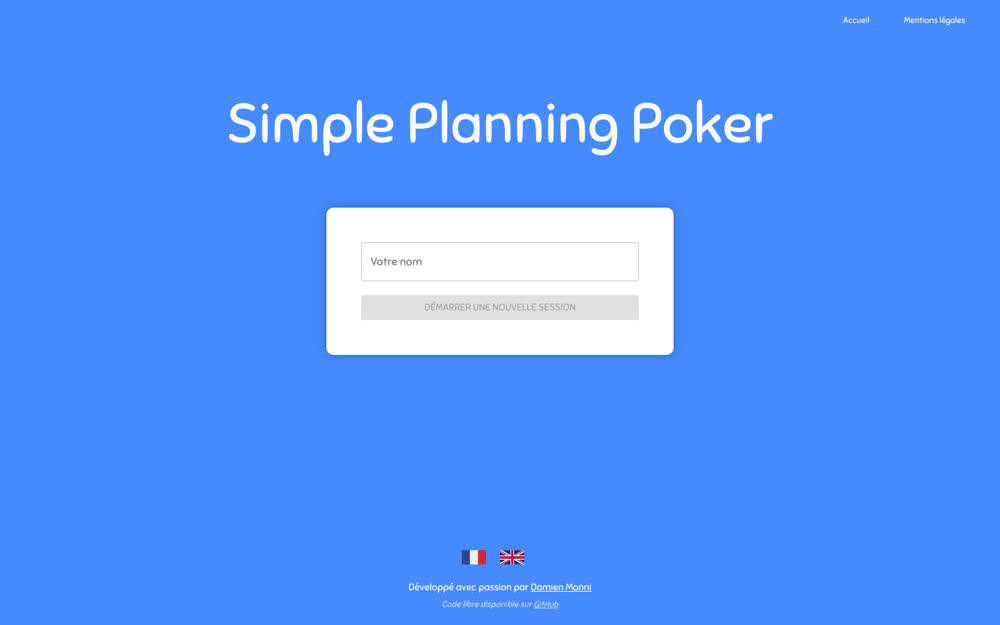 Accueil
Mentions légales
Simple Planning Poker
Votre nom
DÉMARRER UNE NOUVELLE SESSION
Développé avec passion par Damien Monni
Code libre disponible sur GitHub